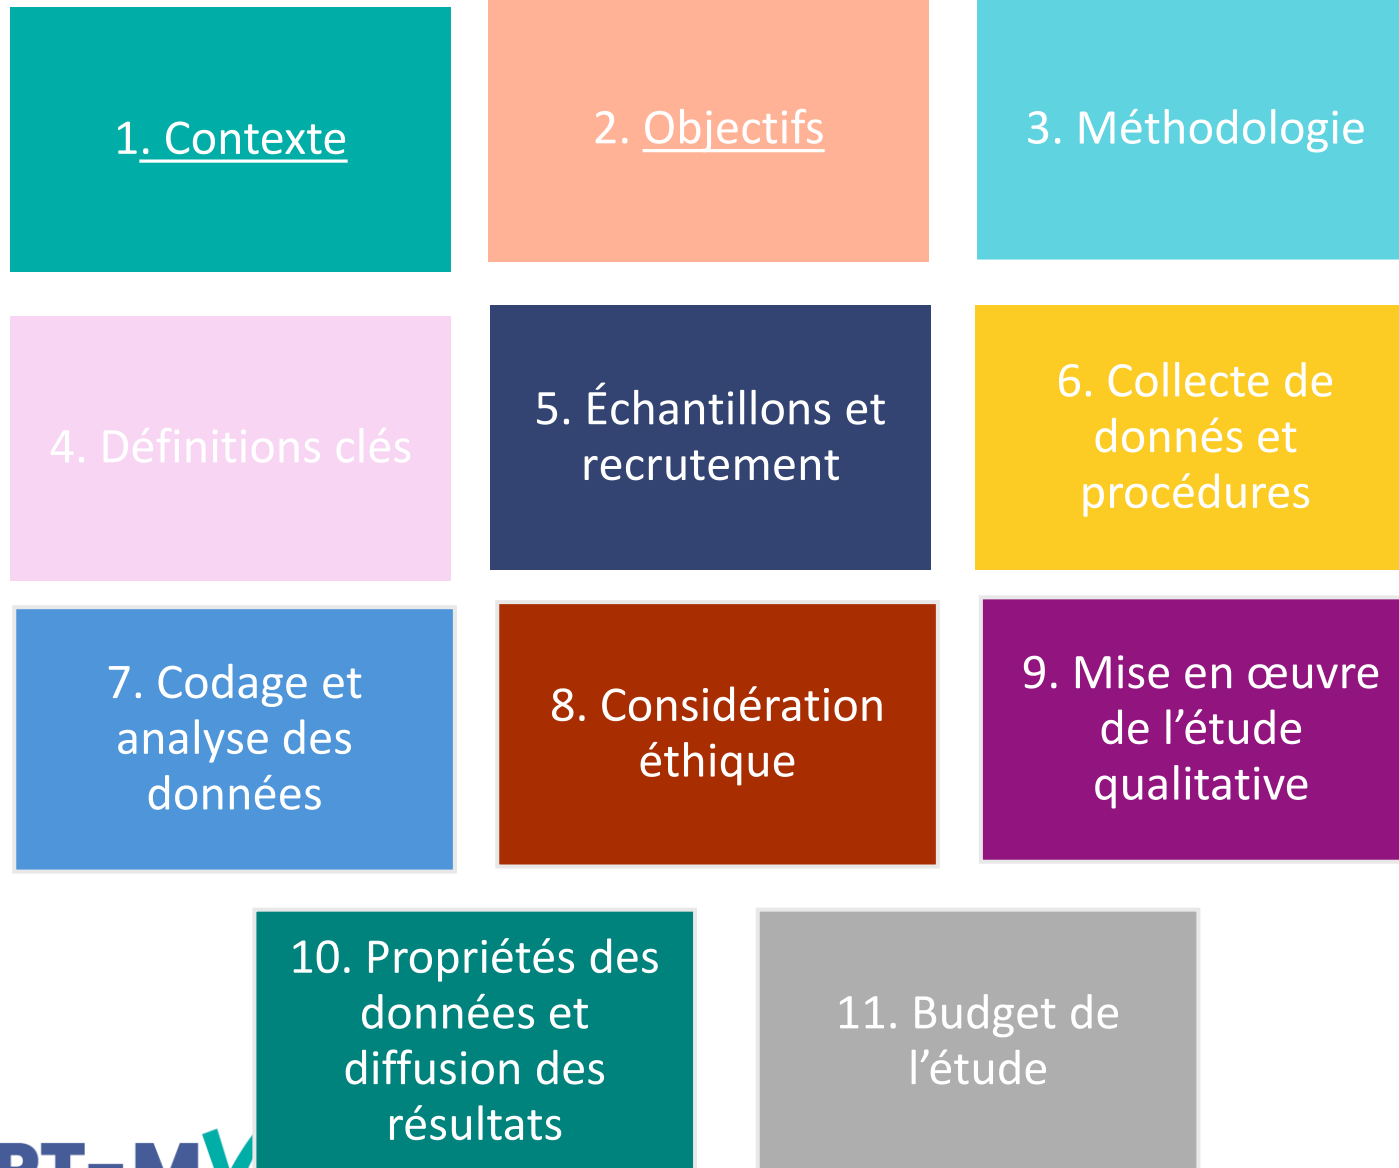 1. Contexte
2. Objectifs
3. Méthodologie
4. Définitions clés
5. Échantillons et
recrutement
6. Collecte de
donnés et
procédures
7. Codage et
analyse des
données
8. Considération
éthique
9. Mise en œuvre
de l’étude
qualitative
10. Propriétés des
données et
diffusion des
résultats
11. Budget de
l’étude